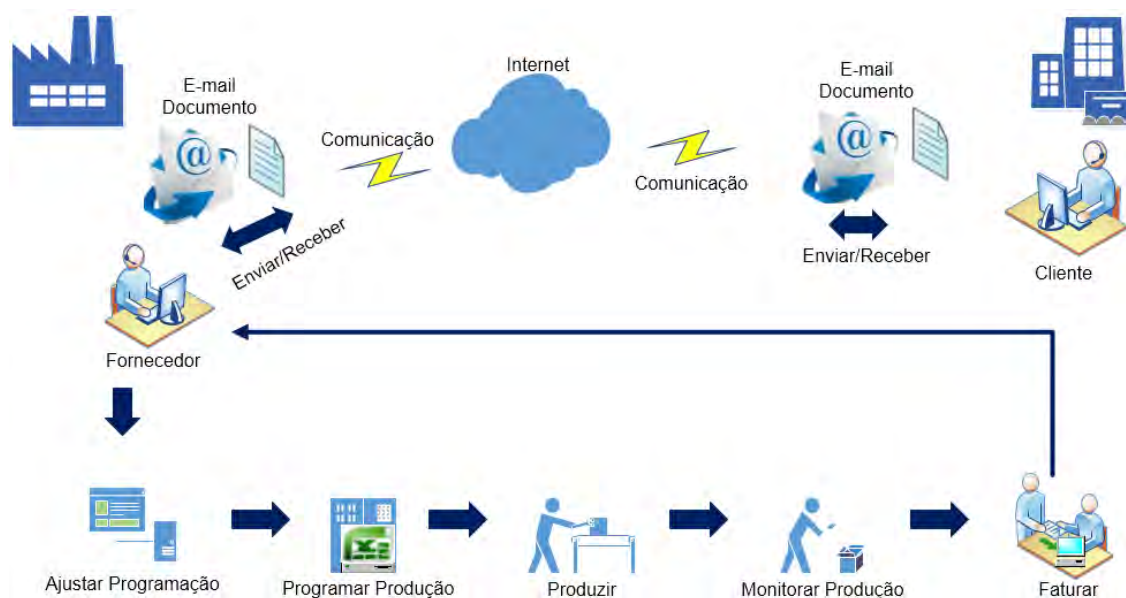 E-mail
Documento
Comunicação
Enviar/Receber
Fornecedor
Internet
Comunicação
E-mail
Documento
Enviar/Receber
Cliente
Ajustar Programação
Programar Produção
Produzir
Monitorar Produção
Faturar